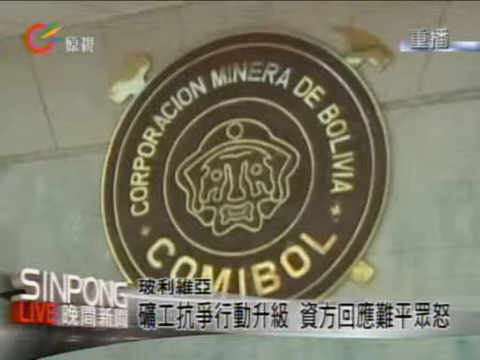 原視
重播
CORPORACION MINERA DE BOLIVIA
COMIBOL
SINPONG
LIVE 晚間新聞
玻利維亞
礦工抗爭行動升級 資方回應難平眾怒